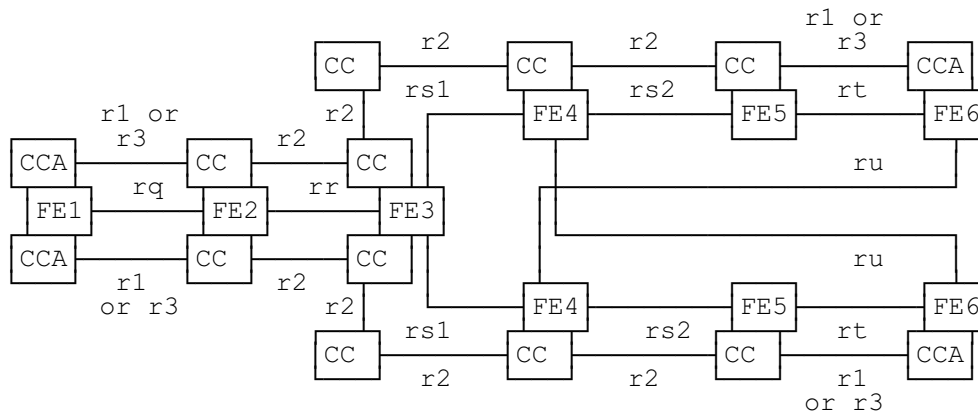 r1 or
r2 r2 r3
CC CC CC CCA
rs1 rs2 rt
r1 or r2 FE4 FE5 FE6
r3 r2
CCA CC CC ru
rq rr
FE1 FE2 FE3
CCA CC CC ru
r1 r2
or r3 r2 FE4 FE5 FE6
rs1 rs2 rt
CC CC CC CCA
r2 r2 r1
or r3